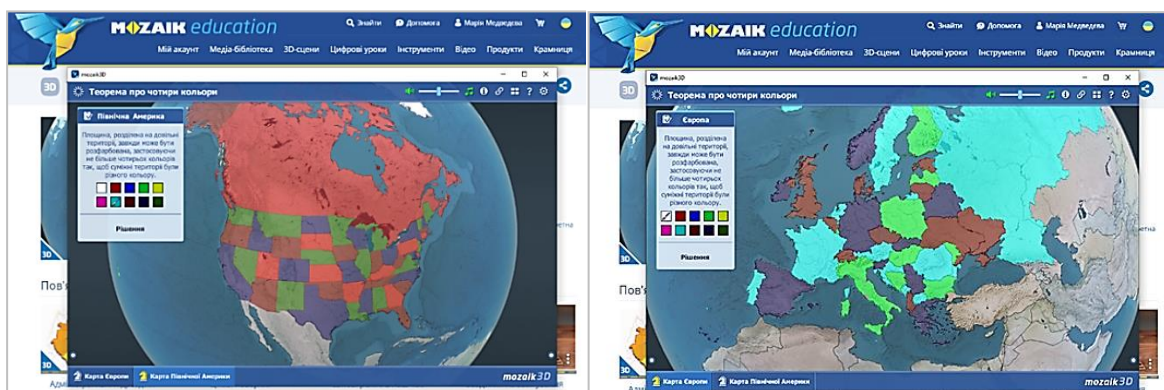 MOZAIK education
Знайти Допомога Марія Медведєва
Мій акаунт Медіа-бібліотека 3D-сцени Цифрові уроки Інструменти Відео Продукти Крамниця
3D
mozaik3D
Теорема про чотири кольори
Північна Америка
Площина, розділена
на довільні
території,
завжди може бути
розфарбована,
застосовуючи не
більше чотирьох
кольорів так,
щоб суміжні території були
різного кольору.
Рішення
3D
Пов'я
Карта Європи Карта Північної Америки
mozaik3D
MOZAIK education
Знайти Допомога Марія Медведєва
Мій акаунт Медіа-бібліотека 3D-сцени Цифрові уроки Інструменти Відео Продукти Крамниця
3D
mozaik3D
Теорема про чотири кольори
Європа
Площина, розділена
на довільні
території,
завжди може бути
розфарбована,
застосовуючи
не більше чотирьох
кольорів так, щоб
суміжні території
були різного
кольору.
Рішення
3D
Пов'я
Карта Європи Карта Північної Америки
mozaik3D